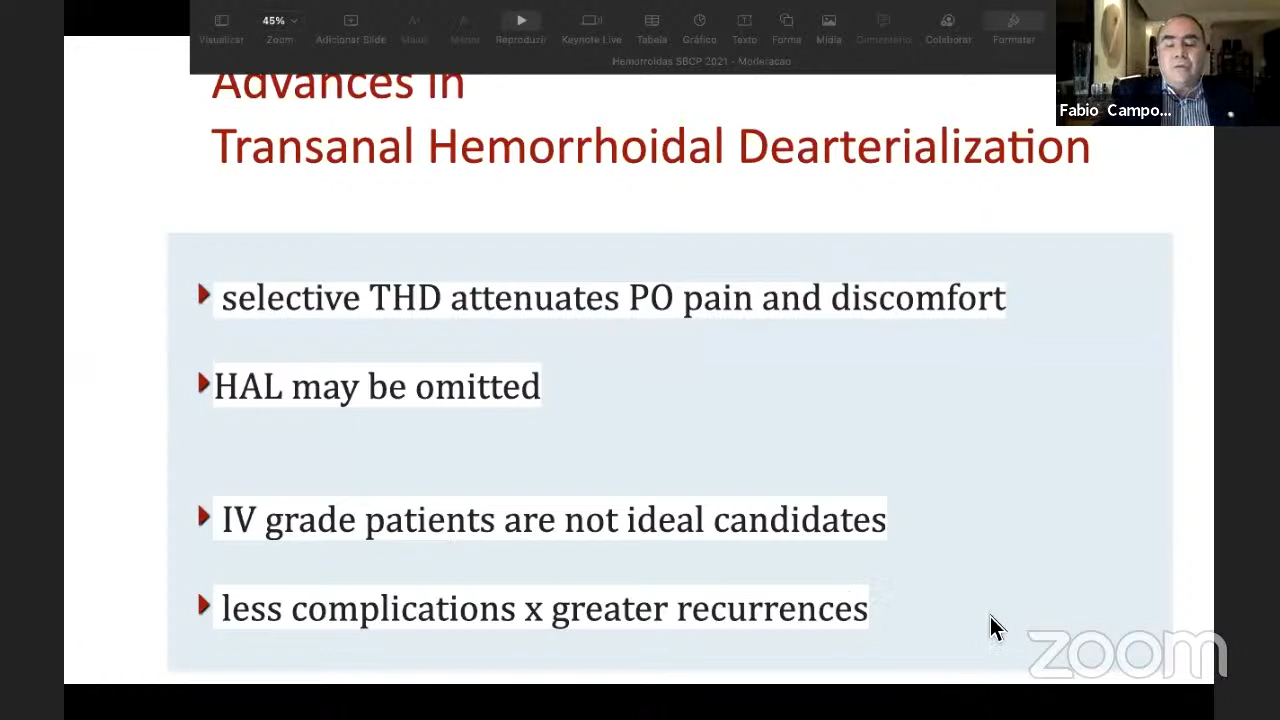 45%
Visualizar
Zoom
Adicionar Slide
Reproduzir
Keynote Live
Tabela
Gráfico
Texto
Forma
Mídia
Comentário
Colaborar
Formatar
Hemorroidas SBCP 2021 - Moderacao
Fabio Campo...
Advances in
Transanal Hemorrhoidal Dearterialization
selective THD attenuates PO pain and discomfort
HAL may be omitted
IV grade patients are not ideal candidates
less complications x greater recurrences
zoom